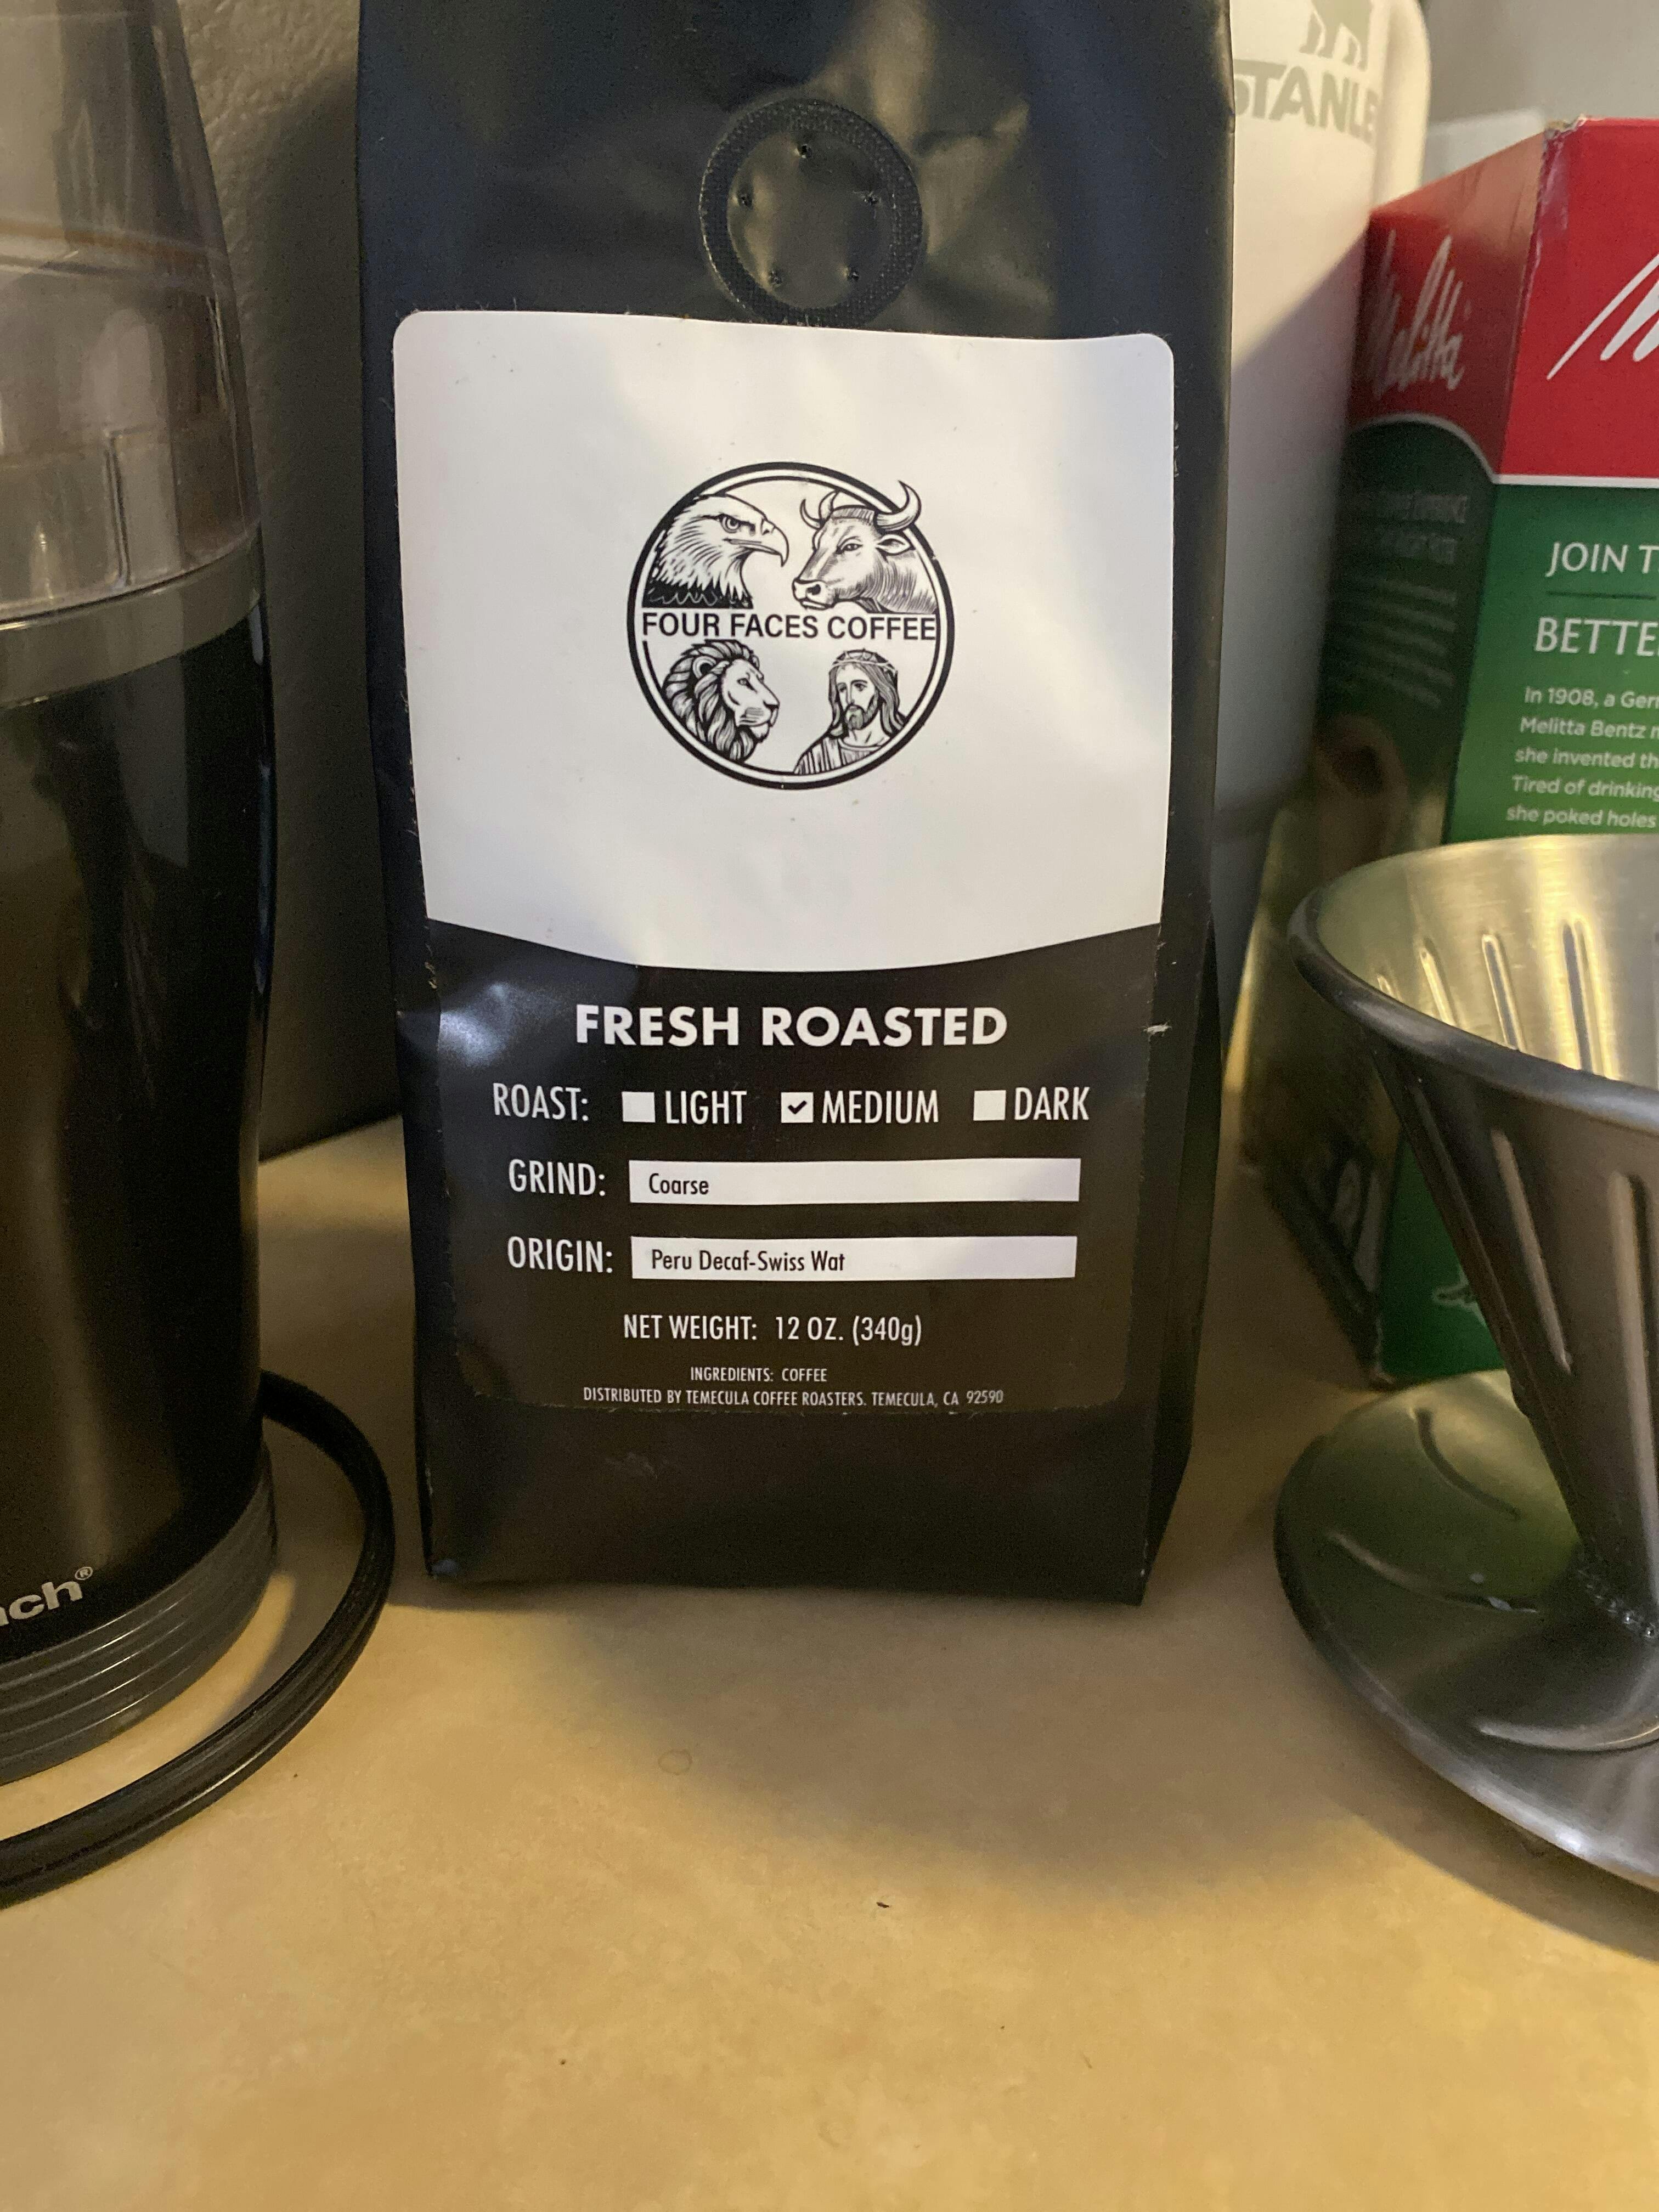 STANLE
Melitta
FOUR FACES COFFEE
JOIN T
BETTE
In 1908, a Ger
Melitta Bentz
she invented th
Tired of drinking
she poked holes
FRESH ROASTED
ROAST: LIGHT MEDIUM DARK
GRIND: Coarse
ORIGIN: Peru Decaf-Swiss Wat
NET WEIGHT: 12 OZ. (340g)
INGREDIENTS: COFFEE
DISTRIBUTED BY TEMECULA COFFEE ROASTERS. TEMECULA, CA 92590
ach®